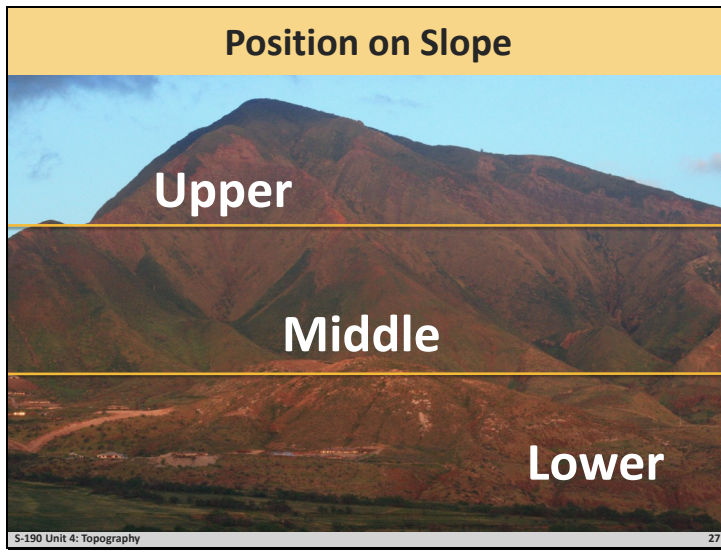 Position on Slope
Upper
Middle
Lower
S-190 Unit 4: Topography 27